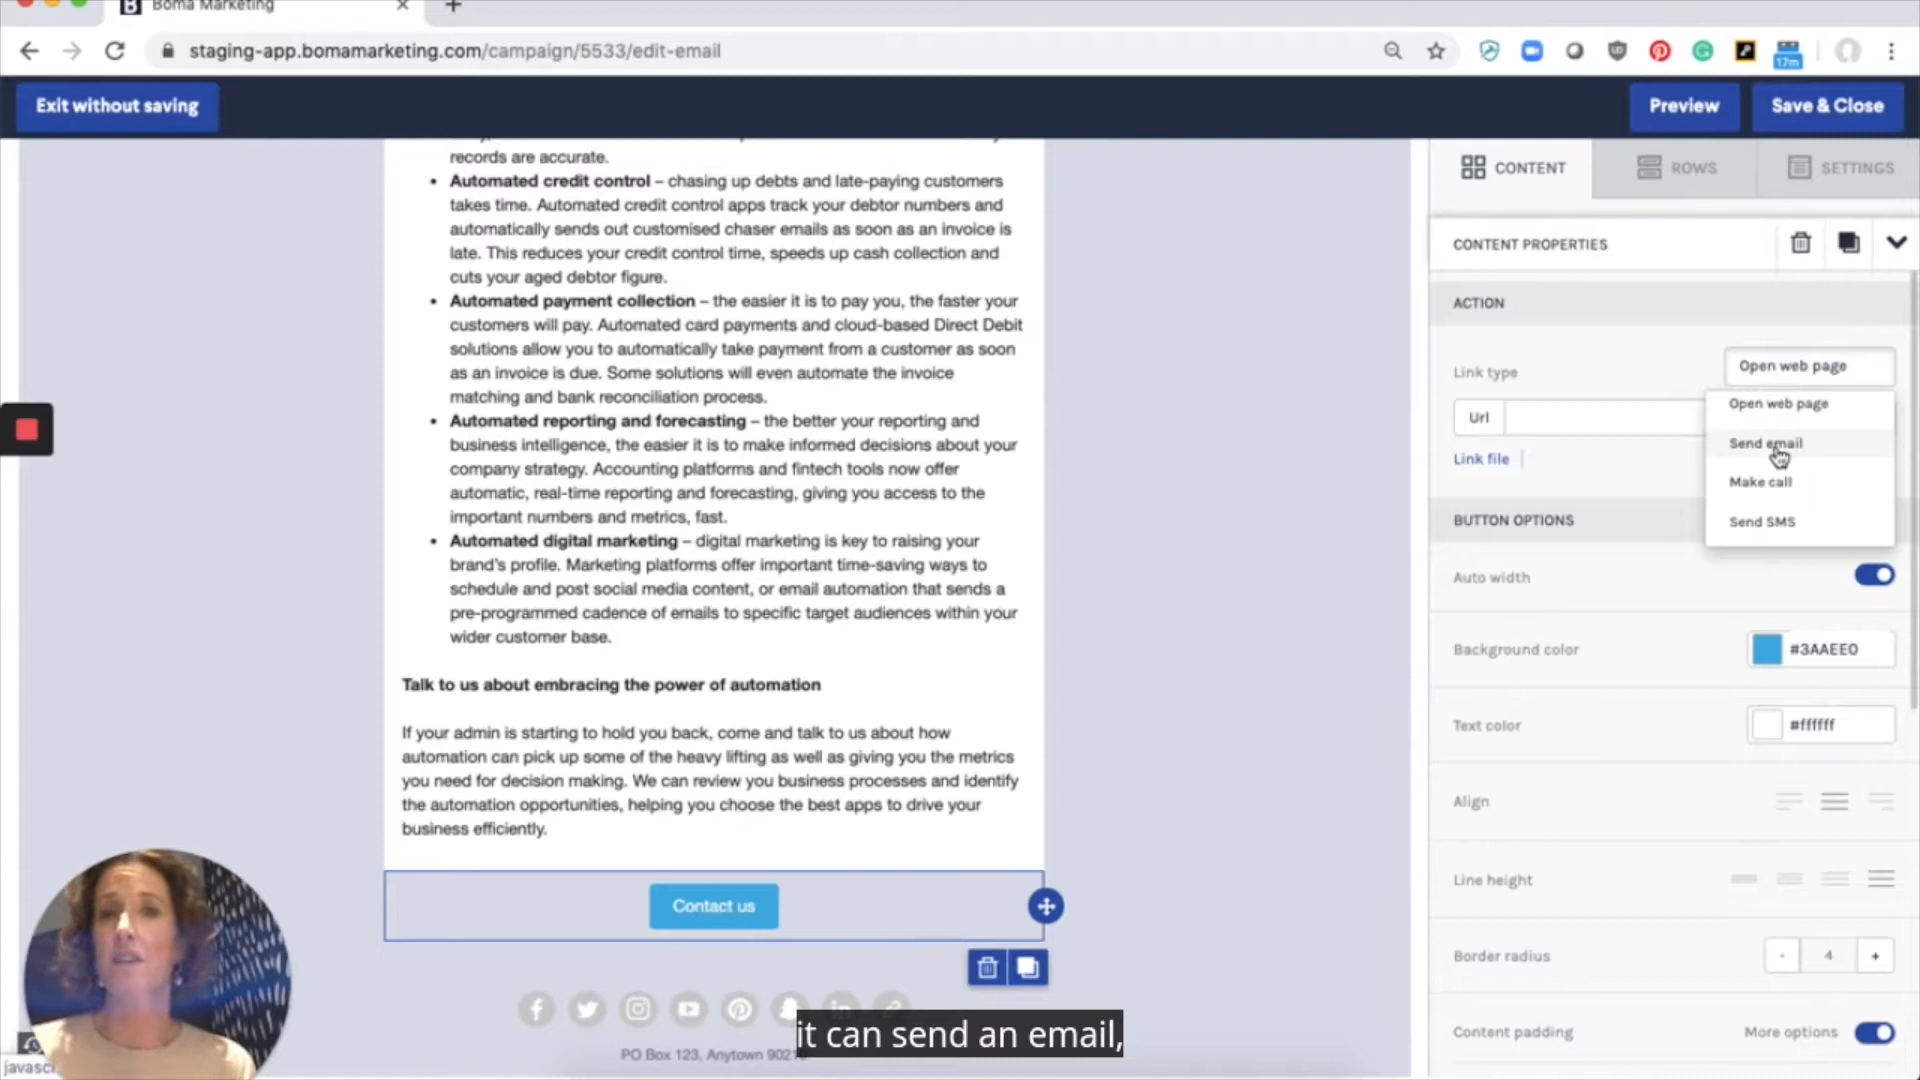 Boma Marketing
staging-app.bomamarketing.com/campaign/5533/edit-email
17m
Exit without saving
Preview
Save & Close
records are accurate.
• Automated credit control – chasing up debts and late-paying customers
takes time. Automated credit control apps track your debtor numbers and
automatically sends out customised chaser emails as soon as an invoice is
late. This reduces your credit control time, speeds up cash collection and
cuts your aged debtor figure.
• Automated payment collection – the easier it is to pay you, the faster your
customers will pay. Automated card payments and cloud-based Direct Debit
solutions allow you to automatically take payment from a customer as soon
as an invoice is due. Some solutions will even automate the invoice
matching and bank reconciliation process.
• Automated reporting and forecasting – the better your reporting and
business intelligence, the easier it is to make informed decisions about your
company strategy. Accounting platforms and fintech tools now offer
automatic, real-time reporting and forecasting, giving you access to the
important numbers and metrics, fast.
• Automated digital marketing – digital marketing is key to raising your
brand's profile. Marketing platforms offer important time-saving ways to
schedule and post social media content, or email automation that sends a
pre-programmed cadence of emails to specific target audiences within your
wider customer base.
Talk to us about embracing the power of automation
If your admin is starting to hold you back, come and talk to us about how
automation can pick up some of the heavy lifting as well as giving you the metrics
you need for decision making. We can review you business processes and identify
the automation opportunities, helping you choose the best apps to drive your
business efficiently.
Contact us
it can send an email,
PO Box 123, Anytown
javasc
CONTENT
ROWS
SETTINGS
CONTENT PROPERTIES
ACTION
Link type
Open web page
Open web page
Url
Send email
Link file
Make call
BUTTON OPTIONS
Send SMS
Auto width
Background color
#3AAEE0
Text color
#ffffff
Align
Line height
Border radius
- 4 +
Content padding
More options